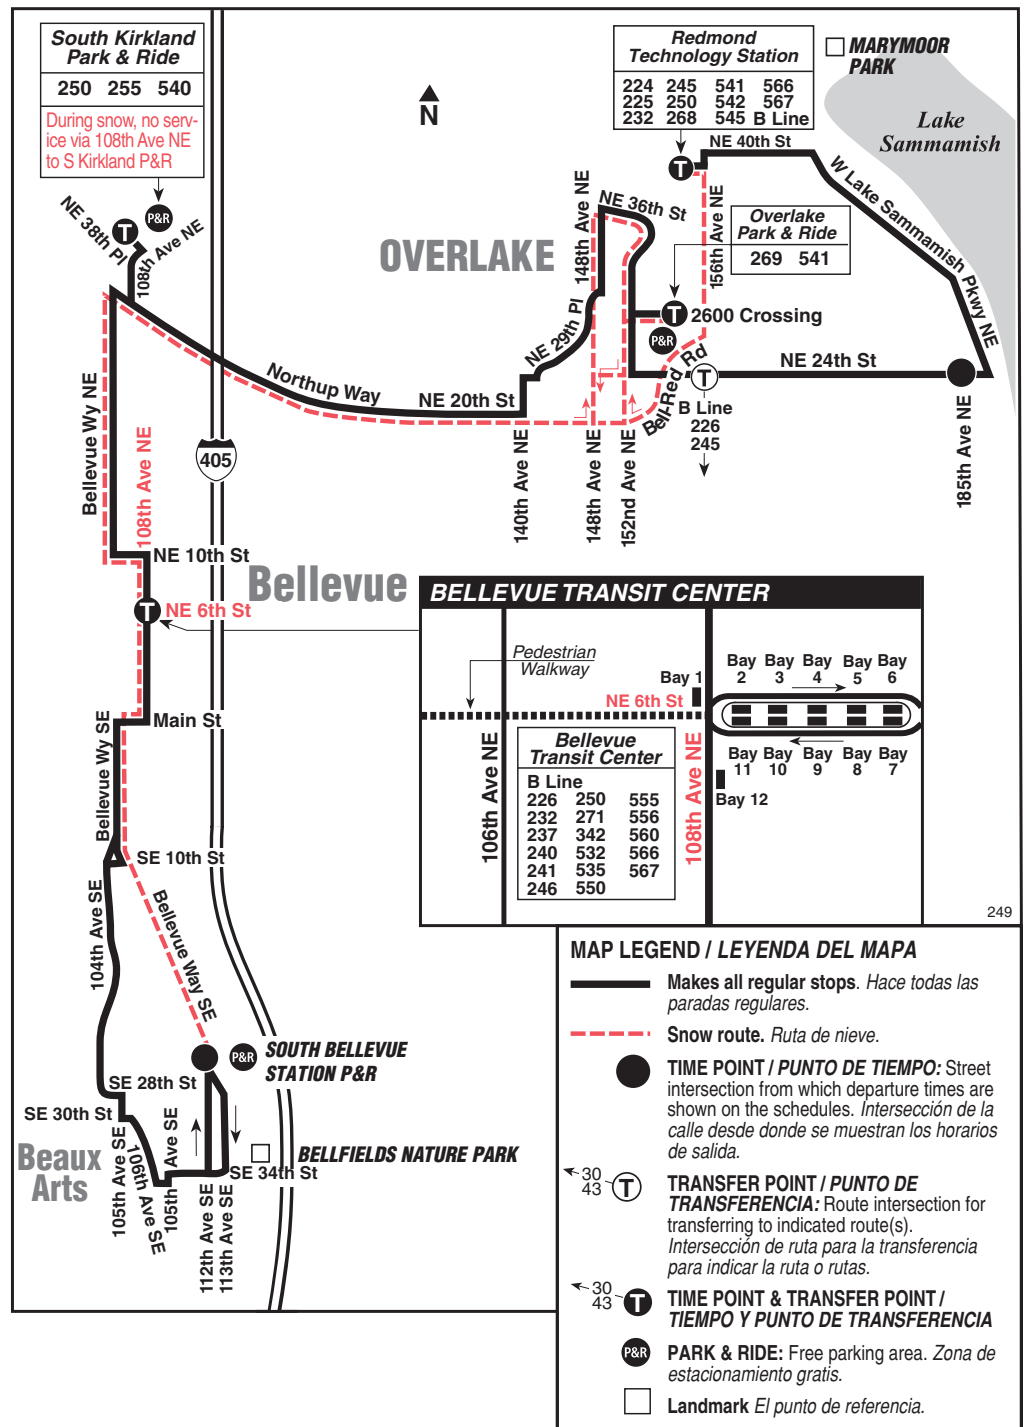 South Kirkland
Park & Ride
250 255 540
During snow, no serv-
ice via 108th Ave NE
to S Kirkland P&R
N
Redmond
Technology Station
224 245 541 566
225 250 542 567
232 268 545 B Line
MARYMOOR
PARK
Lake
Sammamish
P&R
T
NE 38th Pl
108th Ave NE
OVERLAKE
148th Ave NE
NE 36th St
T
NE 40th St
156th Ave NE
W Lake Sammamish Pkwy NE
Overlake
Park & Ride
269 541
T
2600 Crossing
P&R
NE 29th Pl
Bel-Red Rd
NE 24th St
T
B Line
226
245
Northup Way
NE 20th St
140th Ave NE
148th Ave NE
152nd Ave NE
185th Ave NE
Bellevue Wy NE
108th Ave NE
405
NE 10th St
Bellevue
T
NE 6th St
Main St
Bellevue Wy SE
SE 10th St
104th Ave SE
Bellevue Way SE
P&R
SOUTH BELLEVUE
STATION P&R
SE 28th St
SE 30th St
Beaux
Arts
105th Ave SE
106th Ave SE
105th Ave SE
112th Ave SE
113th Ave SE
SE 34th St
BELLFIELDS NATURE PARK
BELLEVUE TRANSIT CENTER
Pedestrian
Walkway
Bay 1
NE 6th St
Bay 2
Bay 3
Bay 4
Bay 5
Bay 6
Bay 11
Bay 10
Bay 9
Bay 8
Bay 7
Bay 12
106th Ave NE
108th Ave NE
Bellevue
Transit Center
B Line
226 250 555
232 271 556
237 342 560
240 532 566
241 535 567
246 550
249
MAP LEGEND / LEYENDA DEL MAPA
Makes all regular stops. Hace todas las
paradas regulares.
Snow route. Ruta de nieve.
TIME POINT / PUNTO DE TIEMPO: Street
intersection from which departure times are
shown on the schedules. Intersección de la
calle desde donde se muestran los horarios
de salida.
30
43 T
TRANSFER POINT / PUNTO DE
TRANSFERENCIA: Route intersection for
transferring to indicated route(s).
Intersección de ruta para la transferencia
para indicar la ruta o rutas.
30
43 T
TIME POINT & TRANSFER POINT /
TIEMPO Y PUNTO DE TRANSFERENCIA
P&R
PARK & RIDE: Free parking area. Zona de
estacionamiento gratis.
Landmark El punto de referencia.